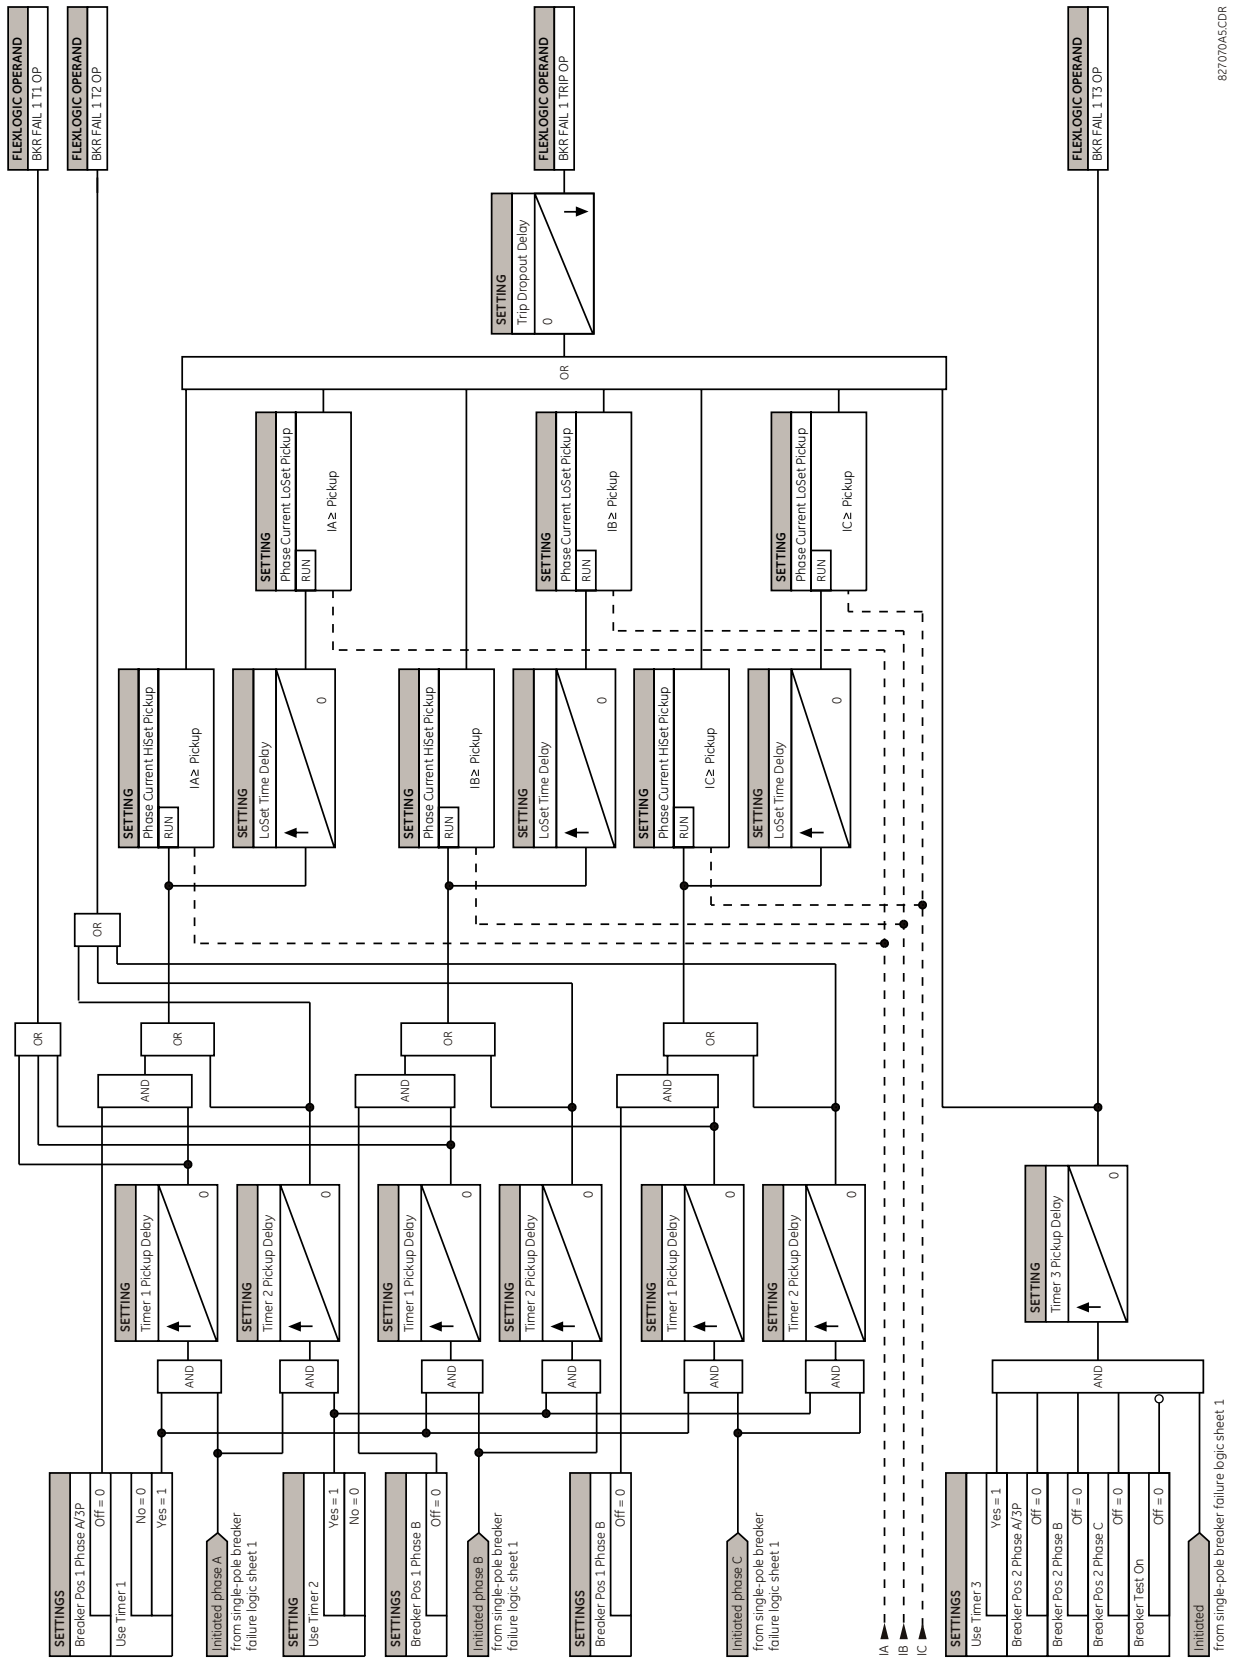 SETTINGS
Breaker Pos 1 Phase A/3P
Off = 0
Use Timer 1
No = 0
Yes = 1
Initiated phase A
from single-pole breaker
failure logic sheet 1
SETTING
Use Timer 2
Yes = 1
No = 0
SETTINGS
Breaker Pos 1 Phase B
Off = 0
Initiated phase B
from single-pole breaker
failure logic sheet 1
SETTINGS
Breaker Pos 1 Phase B
Off = 0
Initiated phase C
from single-pole breaker
failure logic sheet 1
IA
IB
IC
SETTINGS
Use Timer 3
Yes = 1
Breaker Pos 2 Phase A/3P
Off = 0
Breaker Pos 2 Phase B
Off = 0
Breaker Pos 2 Phase C
Off = 0
Breaker Test On
Off = 0
Initiated
from single-pole breaker failure logic sheet 1
AND
AND
AND
AND
AND
AND
AND
SETTING
Timer 1 Pickup Delay
0
SETTING
Timer 2 Pickup Delay
0
SETTING
Timer 1 Pickup Delay
0
SETTING
Timer 2 Pickup Delay
0
SETTING
Timer 1 Pickup Delay
0
SETTING
Timer 2 Pickup Delay
0
SETTING
Timer 3 Pickup Delay
0
AND
AND
AND
OR
OR
OR
OR
OR
SETTING
Phase Current HiSet Pickup
RUN
IA ≥ Pickup
SETTING
LoSet Time Delay
0
SETTING
Phase Current HiSet Pickup
RUN
IB ≥ Pickup
SETTING
LoSet Time Delay
0
SETTING
Phase Current HiSet Pickup
RUN
IC ≥ Pickup
SETTING
LoSet Time Delay
0
SETTING
Phase Current LoSet Pickup
RUN
IA ≥ Pickup
SETTING
Phase Current LoSet Pickup
RUN
IB ≥ Pickup
SETTING
Phase Current LoSet Pickup
RUN
IC ≥ Pickup
OR
SETTING
Trip Dropout Delay
0
FLEXLOGIC OPERAND
BKR FAIL 1 T1 OP
FLEXLOGIC OPERAND
BKR FAIL 1 T2 OP
FLEXLOGIC OPERAND
BKR FAIL 1 TRIP OP
FLEXLOGIC OPERAND
BKR FAIL 1 T3 OP
827070A5.CDR